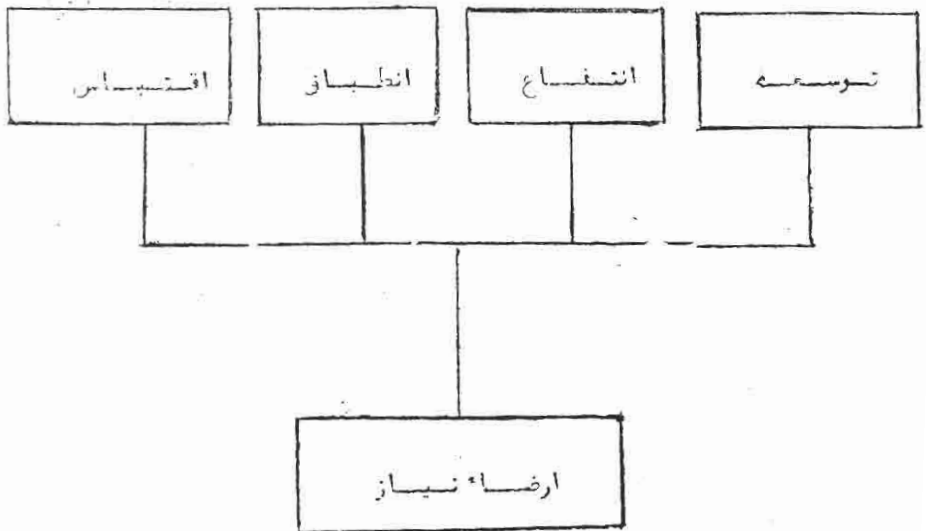 توسعه
انتفاع
انطباق
اقتباس
ارضاء نیاز